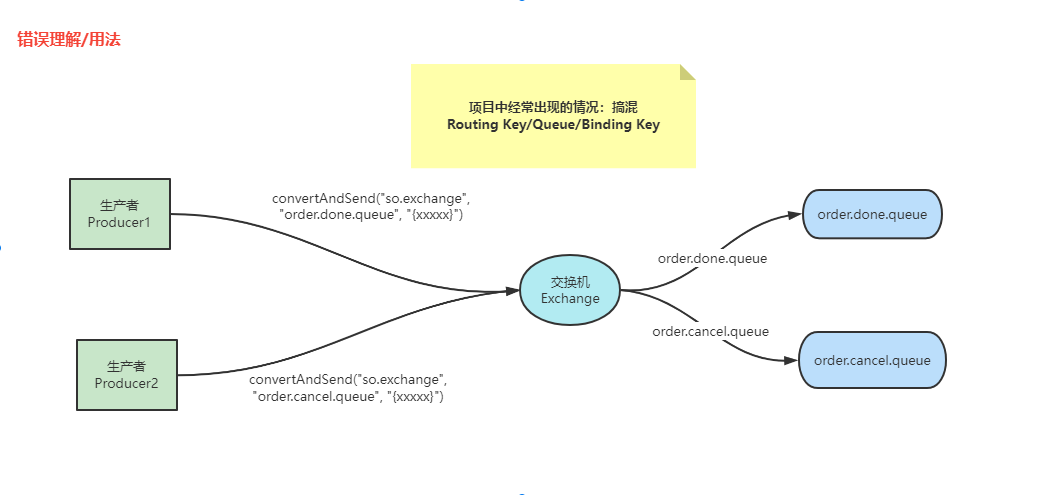 错误理解/用法
项目中经常出现的情况：搞混
Routing Key/Queue/Binding Key
生产者
Producer1
convertAndSend("so.exchange",
"order.done.queue", "{xxxxx}")
order.done.queue
order.done.queue
交换机
Exchange
order.cancel.queue
order.cancel.queue
生产者
Producer2
convertAndSend("so.exchange",
"order.cancel.queue", "{xxxxx}")